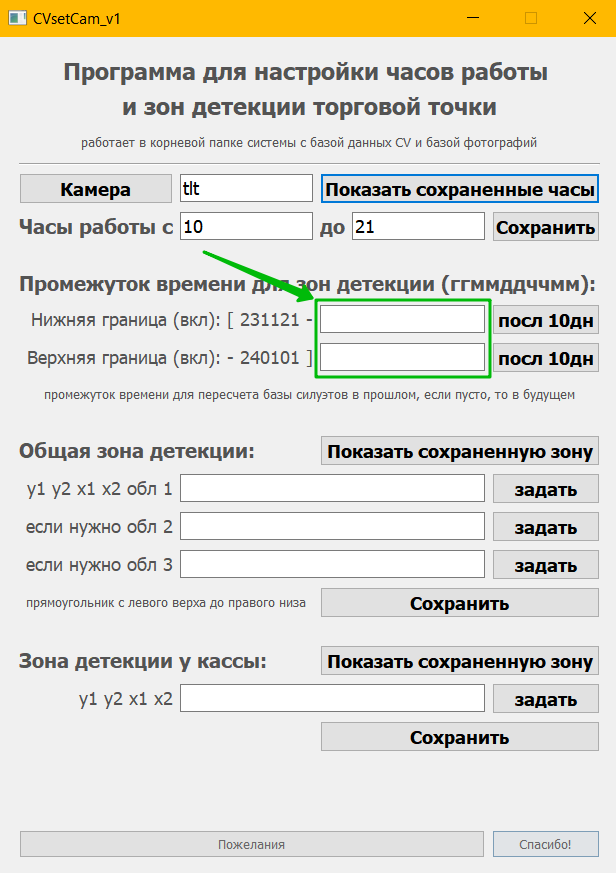 CVsetCam_v1
Программа для настройки часов работы
и зон детекции торговой точки
работает в корневой папке системы с базой данных CV и базой фотографий
Камера tlt Показать сохраненные часы
Часы работы с 10 до 21 Сохранить
Промежуток времени для зон детекции (ггммддччмм):
Нижняя граница (вкл): [ 231121 - посл 10дн
Верхняя граница (вкл): - 240101 ] посл 10дн
промежуток времени для пересчета базы силуэтов в прошлом, если пусто, то в будущем
Общая зона детекции: Показать сохраненную зону
y1 y2 x1 x2 обл 1 задать
если нужно обл 2 задать
если нужно обл 3 задать
прямоугольник с левого верха до правого низа Сохранить
Зона детекции у кассы: Показать сохраненную зону
y1 y2 x1 x2 задать
Сохранить
Пожелания Спасибо!